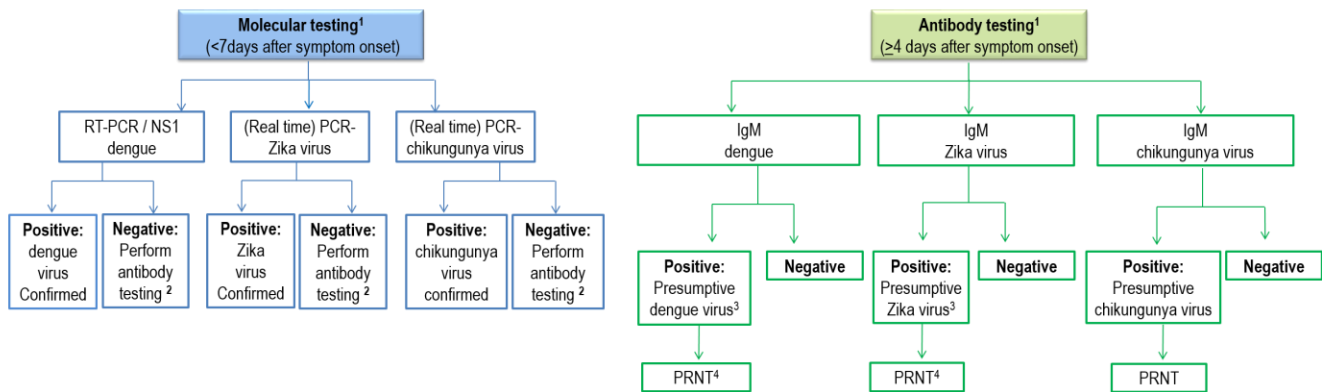 Molecular testing¹
(<7days after symptom onset)
RT-PCR / NS1
dengue
(Real time) PCR-
Zika virus
(Real time) PCR-
chikungunya virus
Positive:
dengue
virus
Confirmed
Negative:
Perform
antibody
testing ²
Positive:
Zika
virus
Confirmed
Negative:
Perform
antibody
testing ²
Positive:
chikungunya
virus
confirmed
Negative:
Perform
antibody
testing ²
Antibody testing¹
(≥4 days after symptom onset)
IgM
dengue
IgM
Zika virus
IgM
chikungunya virus
Positive:
Presumptive
dengue virus³
Negative
Positive:
Presumptive
Zika virus³
Negative
Positive:
Presumptive
chikungunya virus
Negative
PRNT⁴
PRNT⁴
PRNT